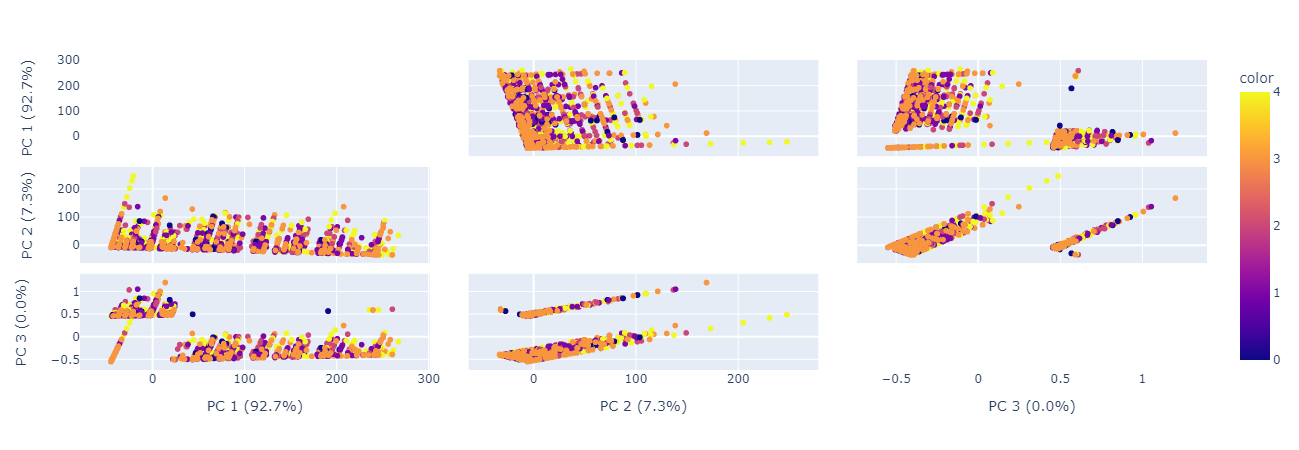 300
200
100
0
PC 1 (92.7%)
color
4
3
2
1
0
200
100
0
PC 2 (7.3%)
1
0.5
0
−0.5
PC 3 (0.0%)
0 100 200 300
0 100 200
−0.5 0 0.5 1
PC 1 (92.7%) PC 2 (7.3%) PC 3 (0.0%)